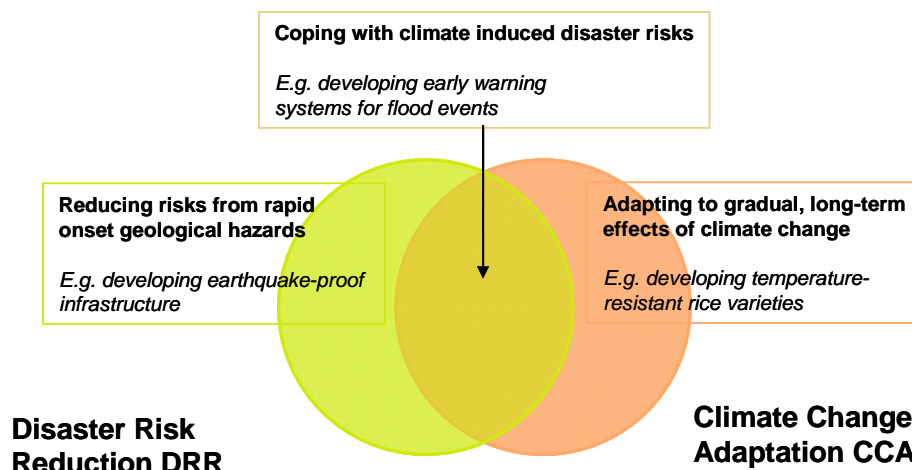 Coping with climate induced disaster risks
E.g. developing early warning
systems for flood events
Reducing risks from rapid
onset geological hazards
E.g. developing earthquake-proof
infrastructure
Adapting to gradual, long-term
effects of climate change
E.g. developing temperature-
resistant rice varieties
Disaster Risk
Reduction DRR
Climate Change
Adaptation CCA